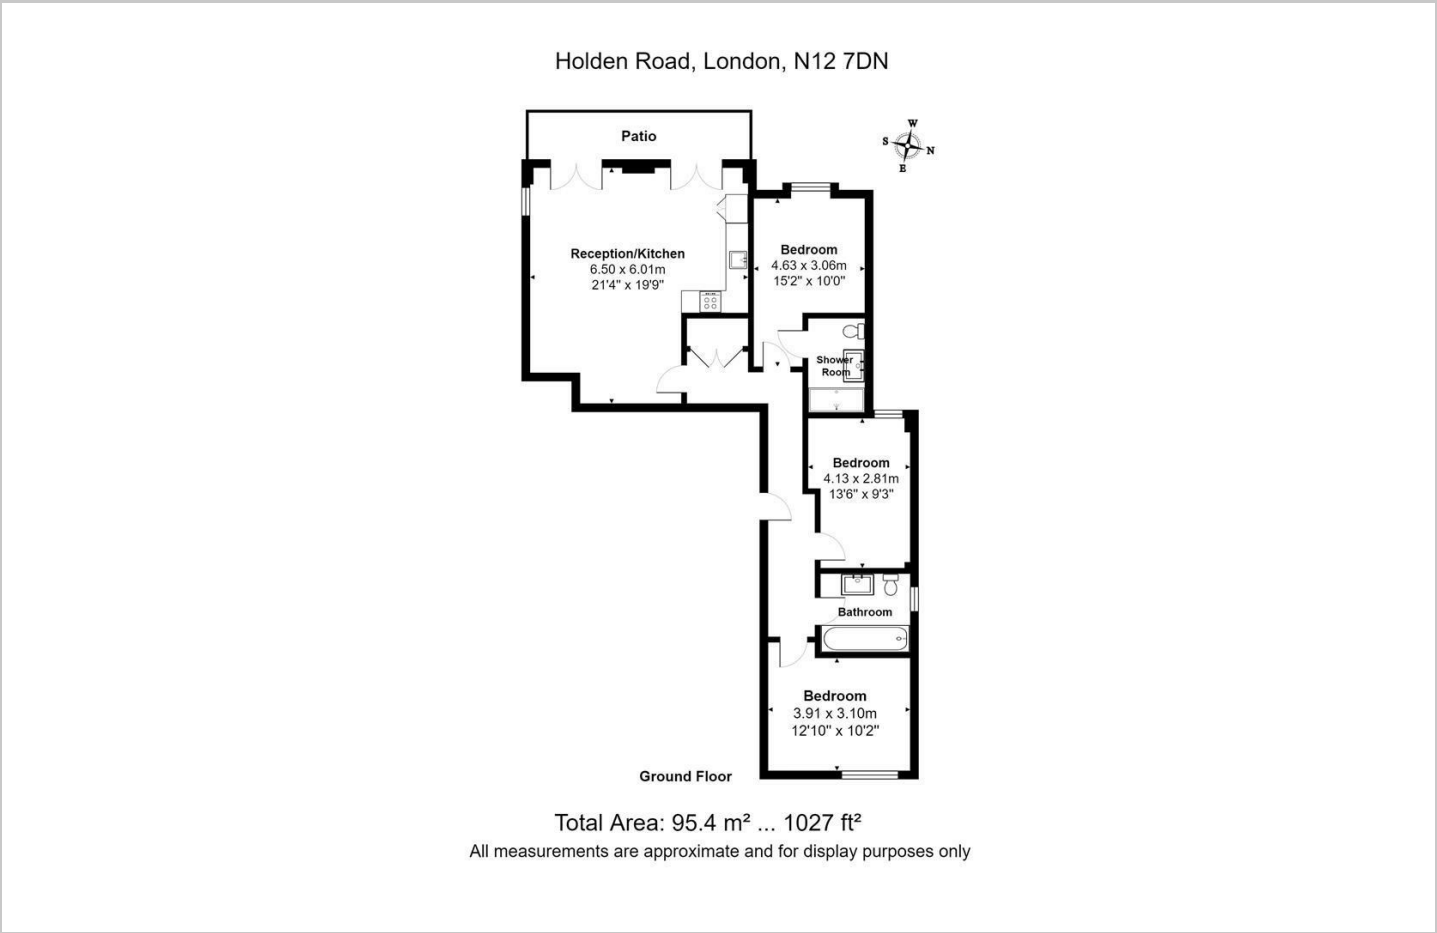 Holden Road, London, N12 7DN
Patio
W
S
N
E
Reception/Kitchen
6.50 x 6.01m
21'4" x 19'9"
Bedroom
4.63 x 3.06m
15'2" x 10'0"
Shower
Room
Bedroom
4.13 x 2.81m
13'6" x 9'3"
Bathroom
Bedroom
3.91 x 3.10m
12'10" x 10'2"
Ground Floor
Total Area: 95.4 m² ... 1027 ft²
All measurements are approximate and for display purposes only